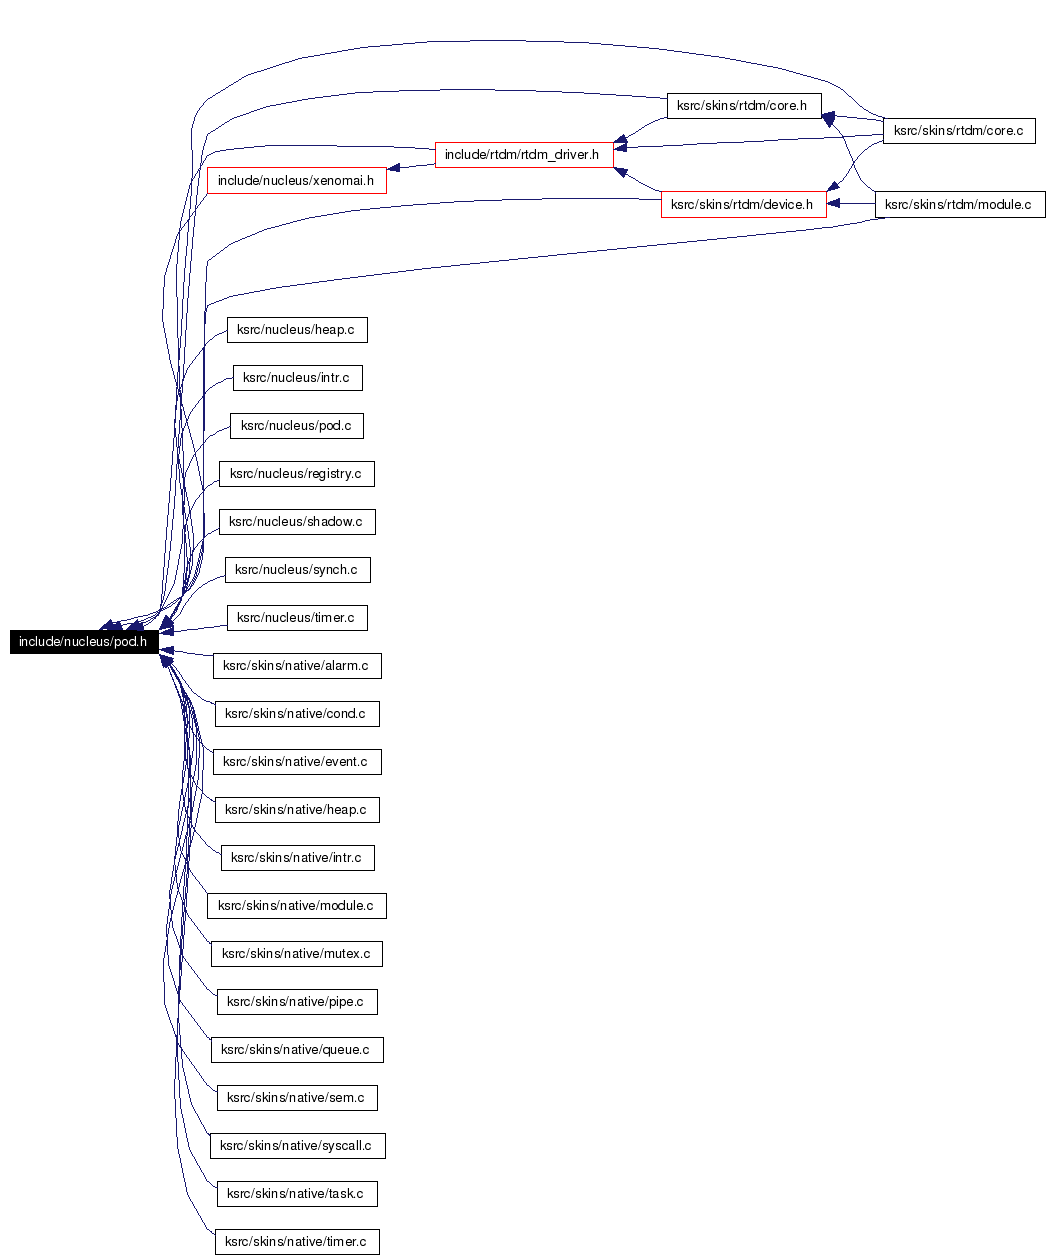 ksrc/skins/rtdm/core.h
ksrc/skins/rtdm/core.c
include/rtdm/rtdm_driver.h
include/nucleus/xenomai.h
ksrc/skins/rtdm/device.h
ksrc/skins/rtdm/module.c
ksrc/nucleus/heap.c
ksrc/nucleus/intr.c
ksrc/nucleus/pod.c
ksrc/nucleus/registry.c
ksrc/nucleus/shadow.c
ksrc/nucleus/synch.c
ksrc/nucleus/timer.c
include/nucleus/pod.h
ksrc/skins/native/alarm.c
ksrc/skins/native/cond.c
ksrc/skins/native/event.c
ksrc/skins/native/heap.c
ksrc/skins/native/intr.c
ksrc/skins/native/module.c
ksrc/skins/native/mutex.c
ksrc/skins/native/pipe.c
ksrc/skins/native/queue.c
ksrc/skins/native/sem.c
ksrc/skins/native/syscall.c
ksrc/skins/native/task.c
ksrc/skins/native/timer.c